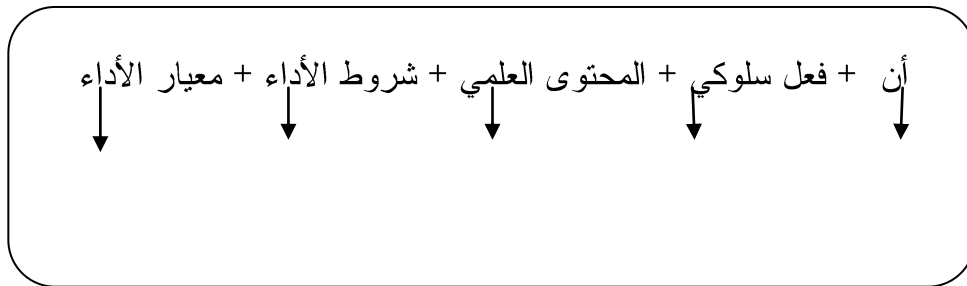 أن + فعل سلوكي + المحتوى العلمي + شروط الأداء + معيار الأداء